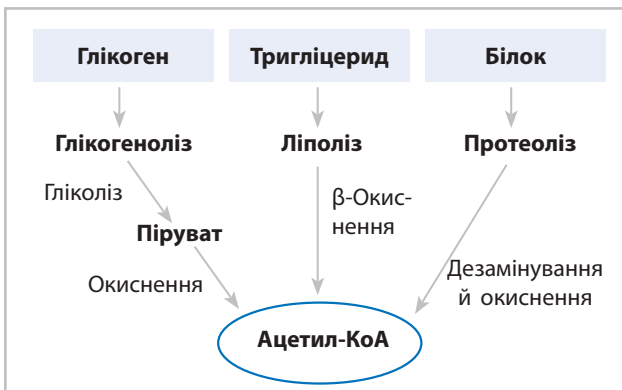 Глікоген Тригліцерид Білок
Глікогеноліз Ліполіз Протеоліз
Гліколіз
β-Окис-
нення
Піруват
Окиснення
Дезамінування
й окиснення
Ацетил-КоА